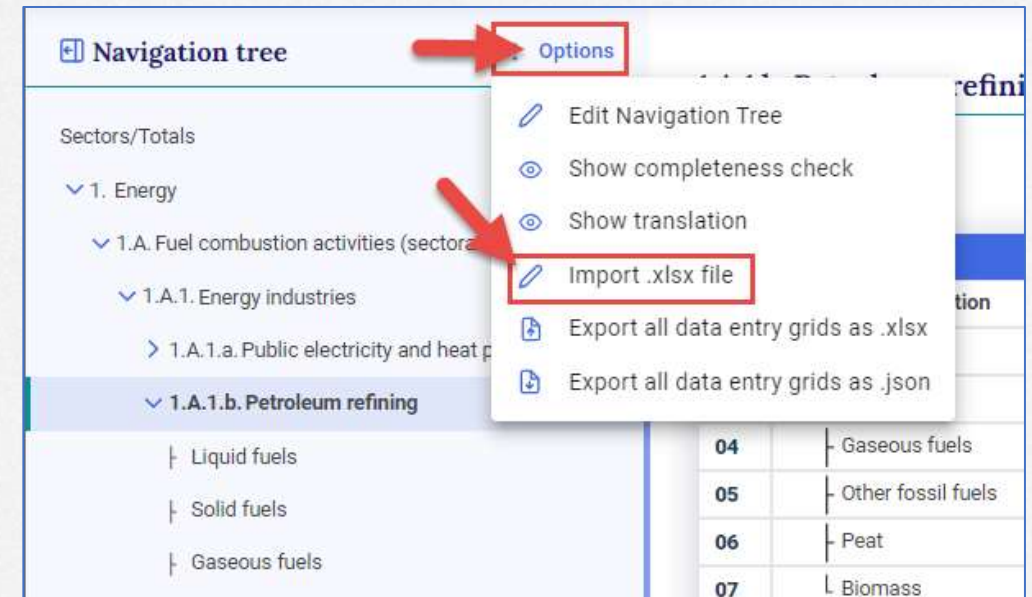 Navigation tree
Options
Edit Navigation Tree
Show completeness check
Show translation
Import .xlsx file
Export all data entry grids as .xlsx
Export all data entry grids as .json
Sectors/Totals
1. Energy
1.A. Fuel combustion activities (sectora
1.A.1. Energy industries
1.A.1.a. Public electricity and heat p
1.A.1.b. Petroleum refining
Liquid fuels
Solid fuels
Gaseous fuels
refini
tion
04 Gaseous fuels
05 Other fossil fuels
06 Peat
07 Biomass